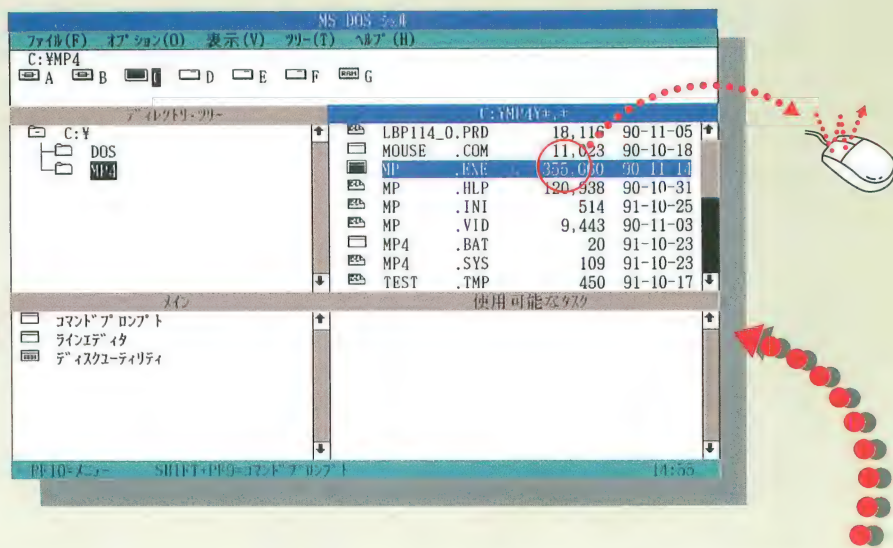 MS-DOS シェル
ファイル(F) オプション(O) 表示(V) ツリー(T) ヘルプ(H)
C:¥MP4
A B C D E F RAM G
ディレクトリ・ツリー
C:¥
DOS
MP4
C:¥MP4¥*.*
LBP114_0.PRD 18,116 90-11-05
MOUSE .COM 11,023 90-10-18
MP .EXE 355,660 90-11-14
MP .HLP 120,938 90-10-31
MP .INI 514 91-10-25
MP .VID 9,443 90-11-03
MP4 .BAT 20 91-10-23
MP4 .SYS 109 91-10-23
TEST .TMP 450 91-10-17
メイン
コマンドプロンプト
ラインエディタ
ディスクユーティリティ
使用可能なタスク
PF10=メニュー SHIFT+PF9=コマンドプロンプト 14:55